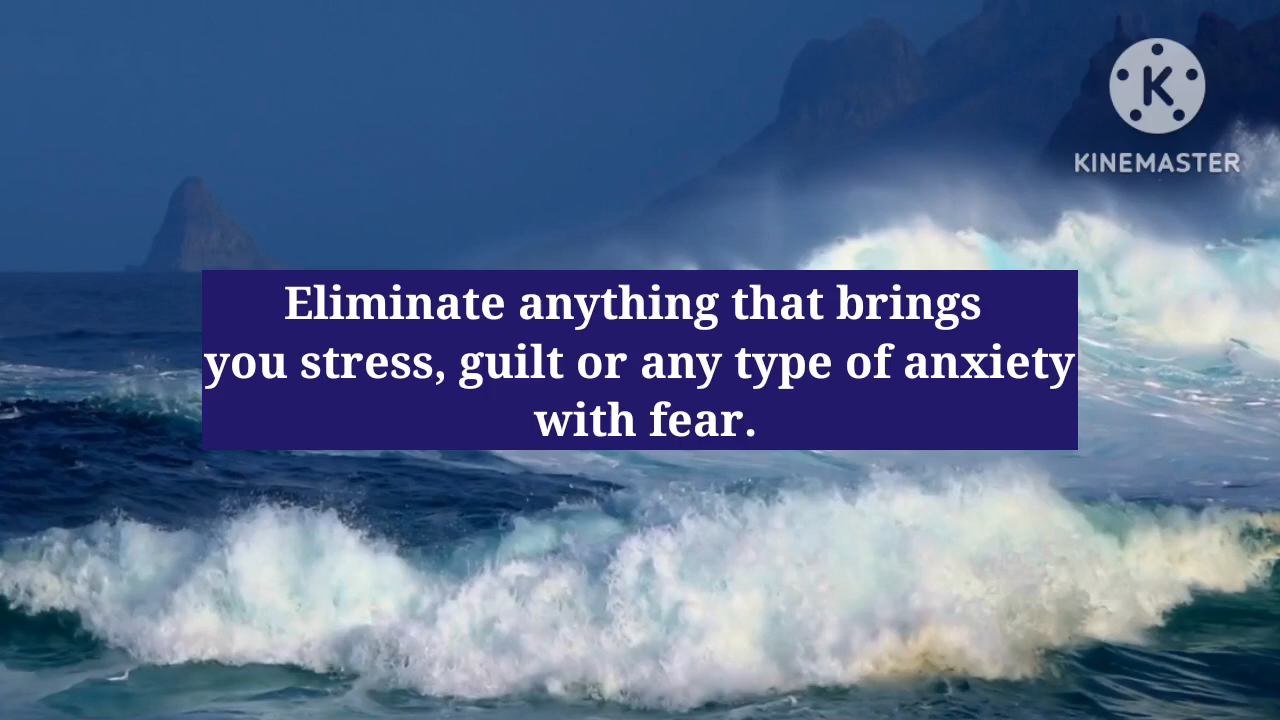 K
KINEMASTER
Eliminate anything that brings
you stress, guilt or any type of anxiety
with fear.